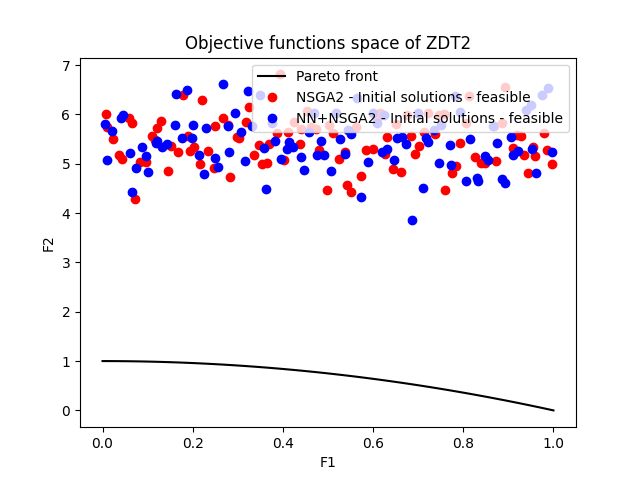 Objective functions space of ZDT2
Pareto front
NSGA2 - Initial solutions - feasible
NN+NSGA2 - Initial solutions - feasible
7
6
5
4
3
2
1
0
F2
0.0 0.2 0.4 0.6 0.8 1.0
F1